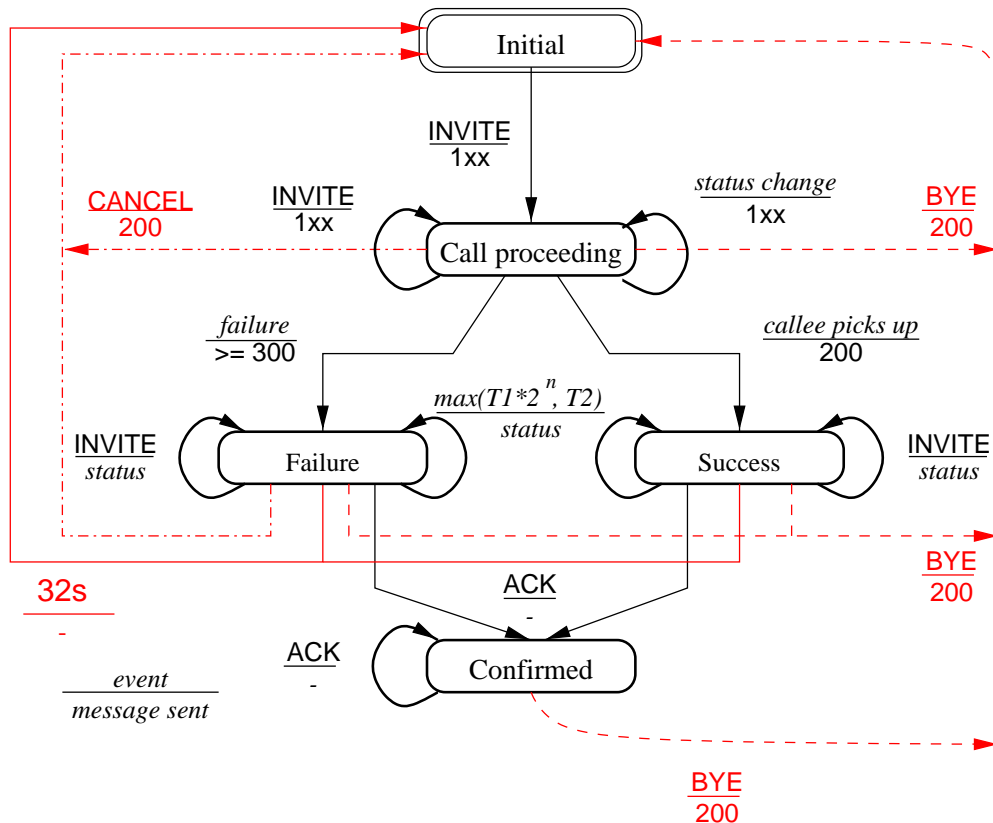 Initial
INVITE
1xx
CANCEL
200
INVITE
1xx
status change
1xx
BYE
200
Call proceeding
failure
>= 300
callee picks up
200
max(T1*2^n, T2)
status
INVITE
status
Failure
Success
INVITE
status
BYE
200
32s
-
ACK
-
ACK
-
Confirmed
event
message sent
BYE
200